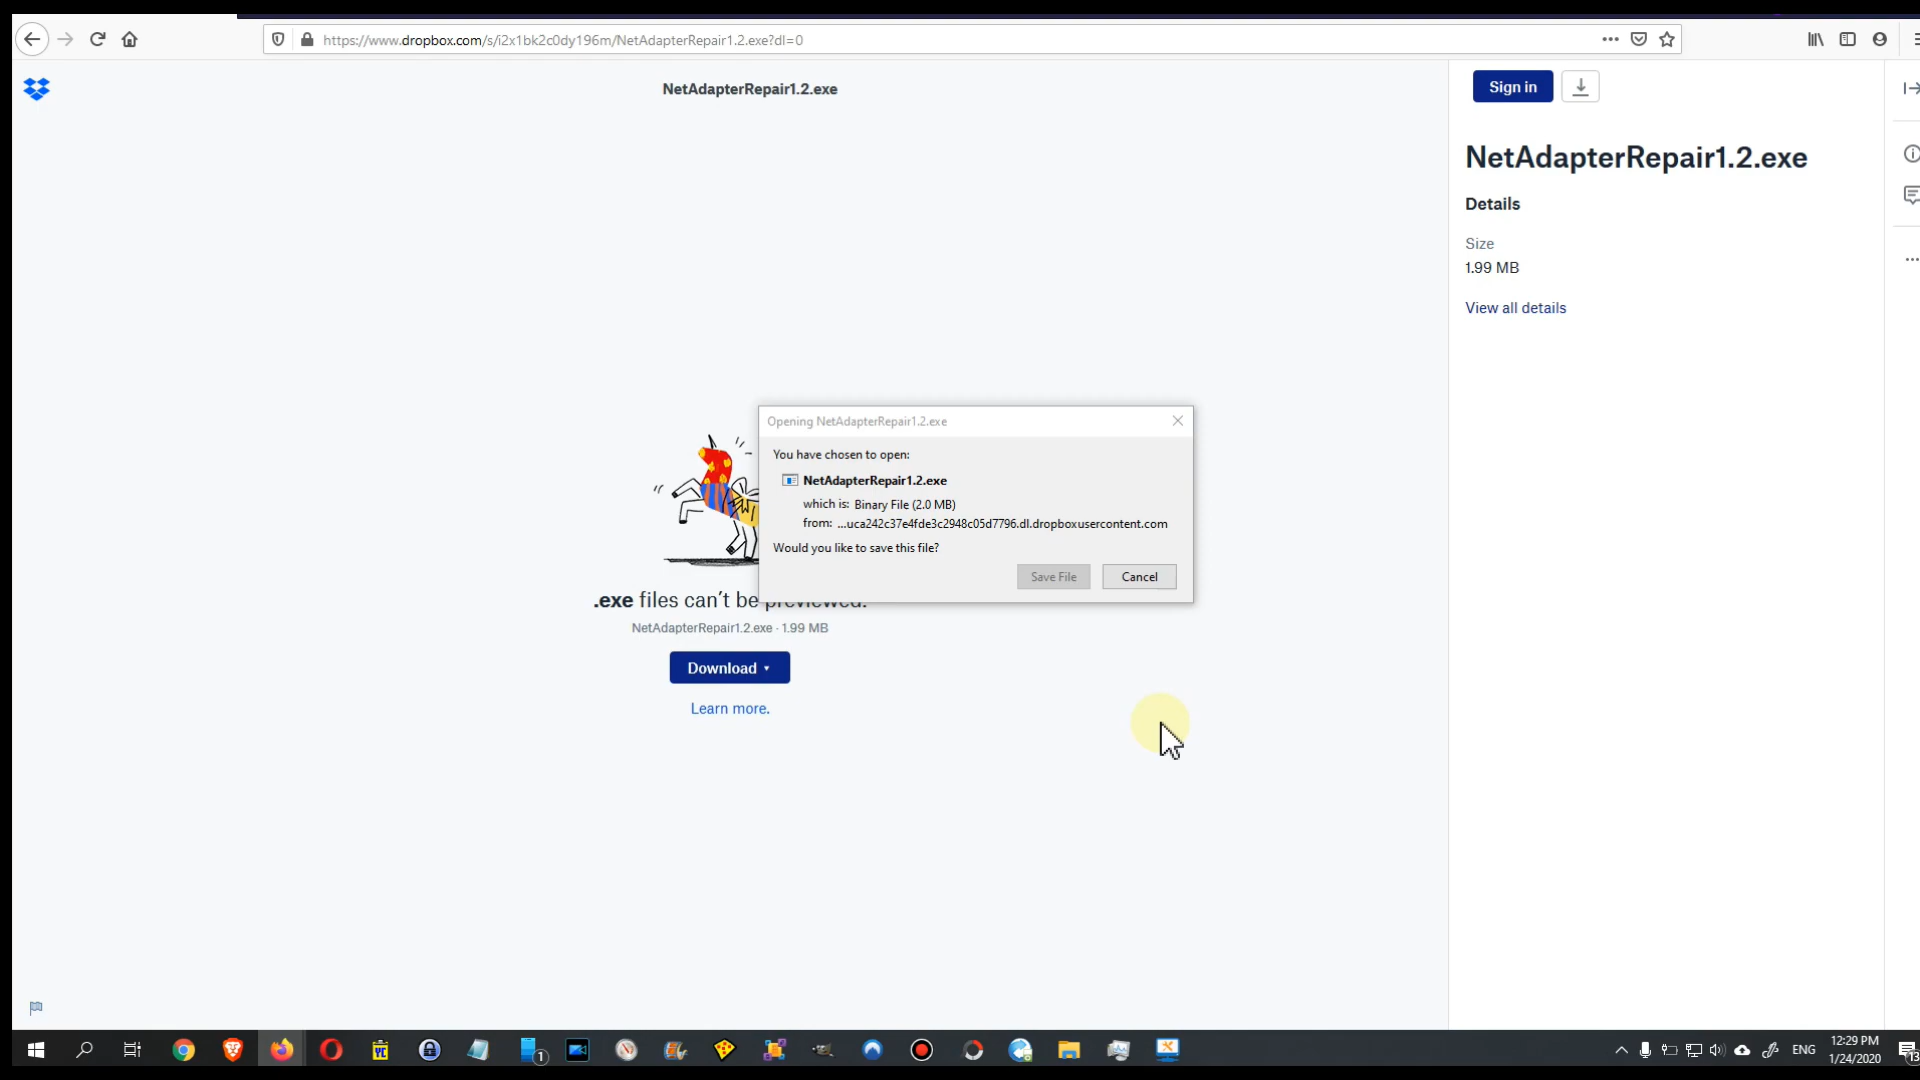 https://www.dropbox.com/s/i2x1bk2c0dy196m/NetAdapterRepair1.2.exe?dl=0
NetAdapterRepair1.2.exe
Sign in
NetAdapterRepair1.2.exe
Details
Size
1.99 MB
View all details
Opening NetAdapterRepair1.2.exe
You have chosen to open:
NetAdapterRepair1.2.exe
which is: Binary File (2.0 MB)
from: ...uca242c37e4fde3c2948c05d7796.dl.dropboxusercontent.com
Would you like to save this file?
Save File
Cancel
.exe files can't be previewed.
NetAdapterRepair1.2.exe · 1.99 MB
Download
Learn more.
1
ENG
12:29 PM
1/24/2020
13